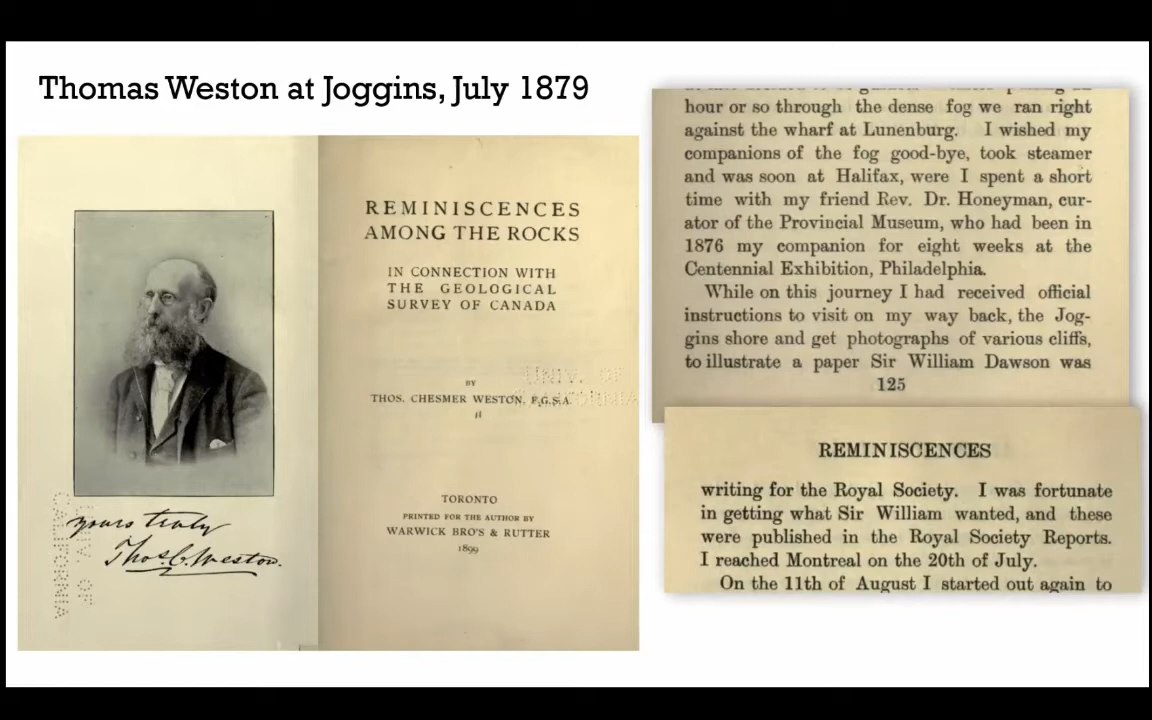 Thomas Weston at Joggins, July 1879
yours truly
Thos. C. Weston.
REMINISCENCES
AMONG THE ROCKS
IN CONNECTION WITH
THE GEOLOGICAL
SURVEY OF CANADA
BY
THOS. CHESMER WESTON, F.G.S.A.
UNIV. OF
CALIFORNIA
TORONTO
PRINTED FOR THE AUTHOR BY
WARWICK BRO'S & RUTTER
1899
hour or so through the dense fog we ran right
against the wharf at Lunenburg. I wished my
companions of the fog good-bye, took steamer
and was soon at Halifax, were I spent a short
time with my friend Rev. Dr. Honeyman, cur-
ator of the Provincial Museum, who had been in
1876 my companion for eight weeks at the
Centennial Exhibition, Philadelphia.
While on this journey I had received official
instructions to visit on my way back, the Jog-
gins shore and get photographs of various cliffs,
to illustrate a paper Sir William Dawson was
125
REMINISCENCES
writing for the Royal Society. I was fortunate
in getting what Sir William wanted, and these
were published in the Royal Society Reports.
I reached Montreal on the 20th of July.
On the 11th of August I started out again to